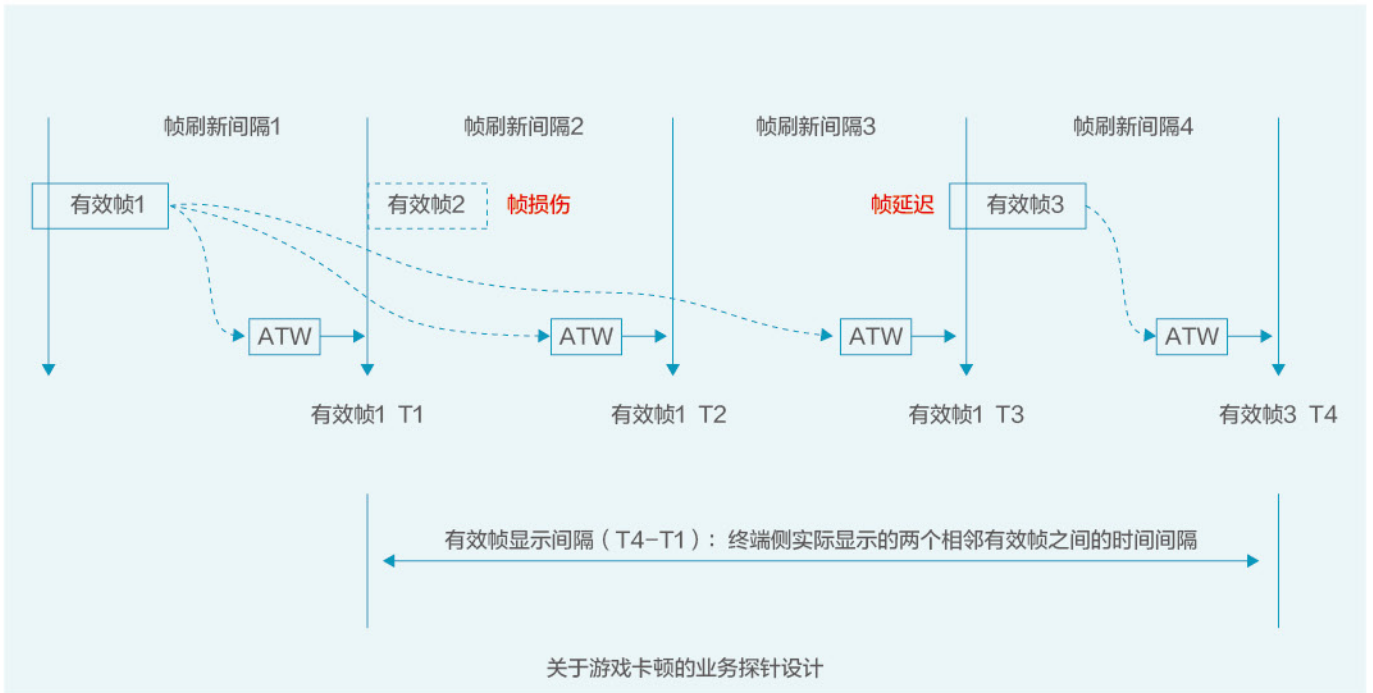 帧刷新间隔1 帧刷新间隔2 帧刷新间隔3 帧刷新间隔4
有效帧1 有效帧2 帧损伤 帧延迟 有效帧3
ATW ATW ATW ATW
有效帧1 T1 有效帧1 T2 有效帧1 T3 有效帧3 T4
有效帧显示间隔（T4-T1）：终端侧实际显示的两个相邻有效帧之间的时间间隔
关于游戏卡顿的业务探针设计